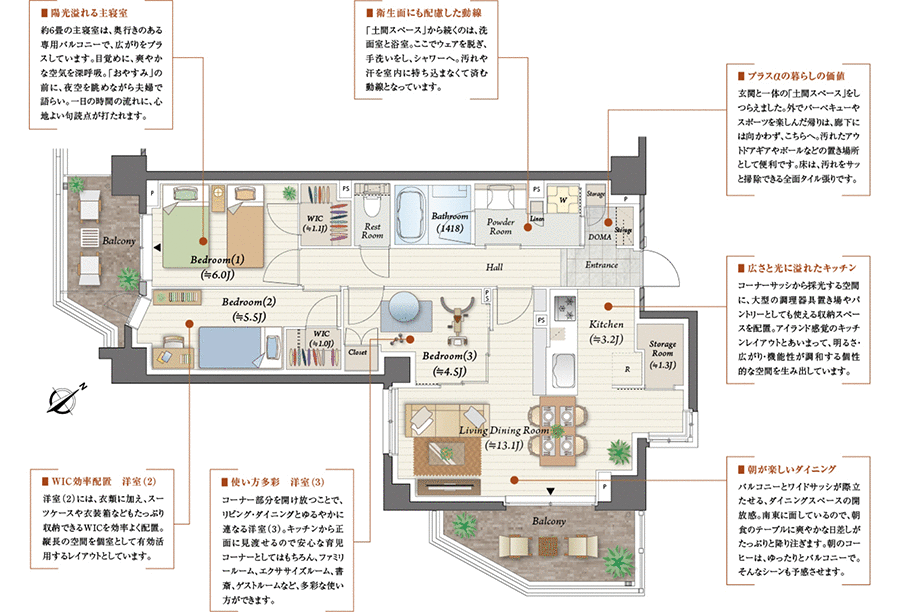 ■ 陽光溢れる主寝室
約6畳の主寝室は、奥行きのある
専用バルコニーで、広がりをプラ
スしています。目覚めに、爽やか
な空気を深呼吸。「おやすみ」の
前に、夜空を眺めながら夫婦で
語らい。一日の時間の流れに、心
地よい句読点が打たれます。
■ 衛生面にも配慮した動線
「土間スペース」から続くのは、洗
面室と浴室。ここでウェアを脱ぎ、
手洗いをし、シャワーへ。汚れや
汗を室内に持ち込まなくて済む
動線となっています。
■ プラスαの暮らしの価値
玄関と一体の「土間スペース」をし
つらえました。外でバーベキューや
スポーツを楽しんだ帰りは、廊下に
は向かわず、こちらへ。汚れたアウ
トドアギアやボールなどの置き場所
として便利です。床は、汚れをサッ
と掃除できる全面タイル張りです。
Balcony
P
Bedroom(1)
(≒6.0J)
WIC
(≒1.1J)
PS
Rest
Room
Bathroom
(1418)
Powder
Room
PS
Linen
W
Storage
P
DOMA
Storage
Hall
Entrance
Bedroom(2)
(≒5.5J)
WIC
(≒1.0J)
Closet
Bedroom(3)
(≒4.5J)
PS
PS
Kitchen
(≒3.2J)
R
Storage
Room
(≒1.3J)
Living Dining Room
(≒13.1J)
P
Balcony
N
■ 広さと光に溢れたキッチン
コーナーサッシから採光する空間
に、大型の調理器具置き場やパ
ントリーとしても使える収納スペー
スを配置。アイランド感覚のキッチ
ンレイアウトとあいまって、明るさ・
広がり・機能性が調和する個性
的な空間を生み出しています。
■ WIC効率配置 洋室(2)
洋室(2)には、衣類に加え、スー
ツケースや衣装箱などもたっぷり
収納できるWICを効率よく配置。
縦長の空間を個室として有効活
用するレイアウトとしています。
■ 使い方多彩 洋室(3)
コーナー部分を開け放つことで、
リビング・ダイニングとゆるやかに
連なる洋室(3)。キッチンから正
面に見渡せるので安心な育児
コーナーとしてはもちろん、ファミリ
ールーム、エクササイズルーム、書
斎、ゲストルームなど、多彩な使い
方ができます。
■ 朝が楽しいダイニング
バルコニーとワイドサッシが際立
たせる、ダイニングスペースの開
放感。南東に面しているので、朝
食のテーブルに爽やかな日差しが
たっぷりと降り注ぎます。朝のコー
ヒーは、ゆったりとバルコニーで。
そんなシーンも予感させます。